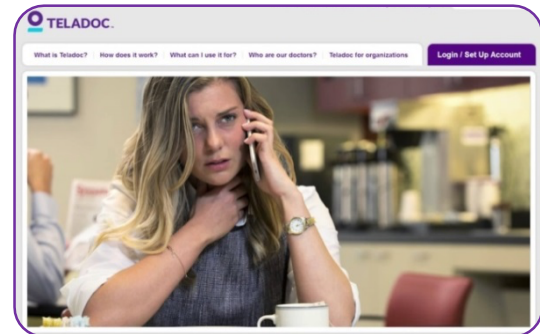 TELADOC.
What is Teladoc? How does it work? What can I use it for? Who are our doctors? Teladoc for organizations Login / Set Up Account